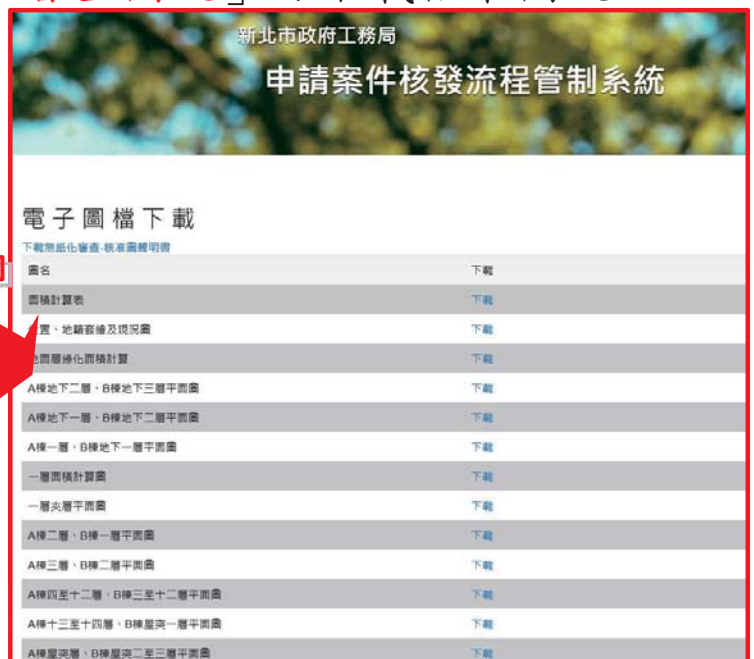 新北市政府工務局
申請案件核發流程管制系統
電子圖檔下載
下載無紙化審查-核准圖體明書
圖名 下載
面積計算表 下載
置、地籍套繪及現況圖 下載
地面層綠化面積計算 下載
A棟地下二層、B棟地下三層平面圖 下載
A棟地下一層、B棟地下二層平面圖 下載
A棟一層、B棟地下一層平面圖 下載
一層面積計算圖 下載
一層夾層平面圖 下載
A棟二層、B棟一層平面圖 下載
A棟三層、B棟二層平面圖 下載
A棟四至十二層、B棟三至十二層平面圖 下載
A棟十三至十四層、B棟屋突一層平面圖 下載
A棟屋突層、B棟屋突二至三層平面圖 下載